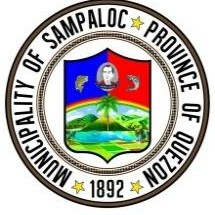 MUNICIPALITY OF SAMPALOC ★ PROVINCE OF QUEZON
★ 1892 ★